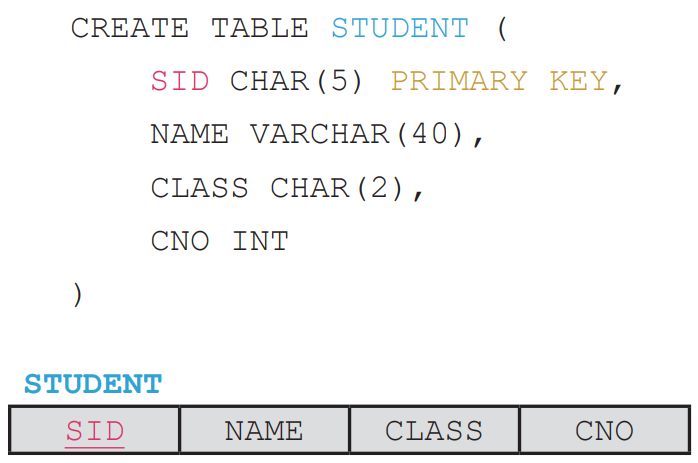 CREATE TABLE STUDENT (
SID CHAR(5) PRIMARY KEY,
NAME VARCHAR(40),
CLASS CHAR(2),
CNO INT
)
STUDENT
SID NAME CLASS CNO